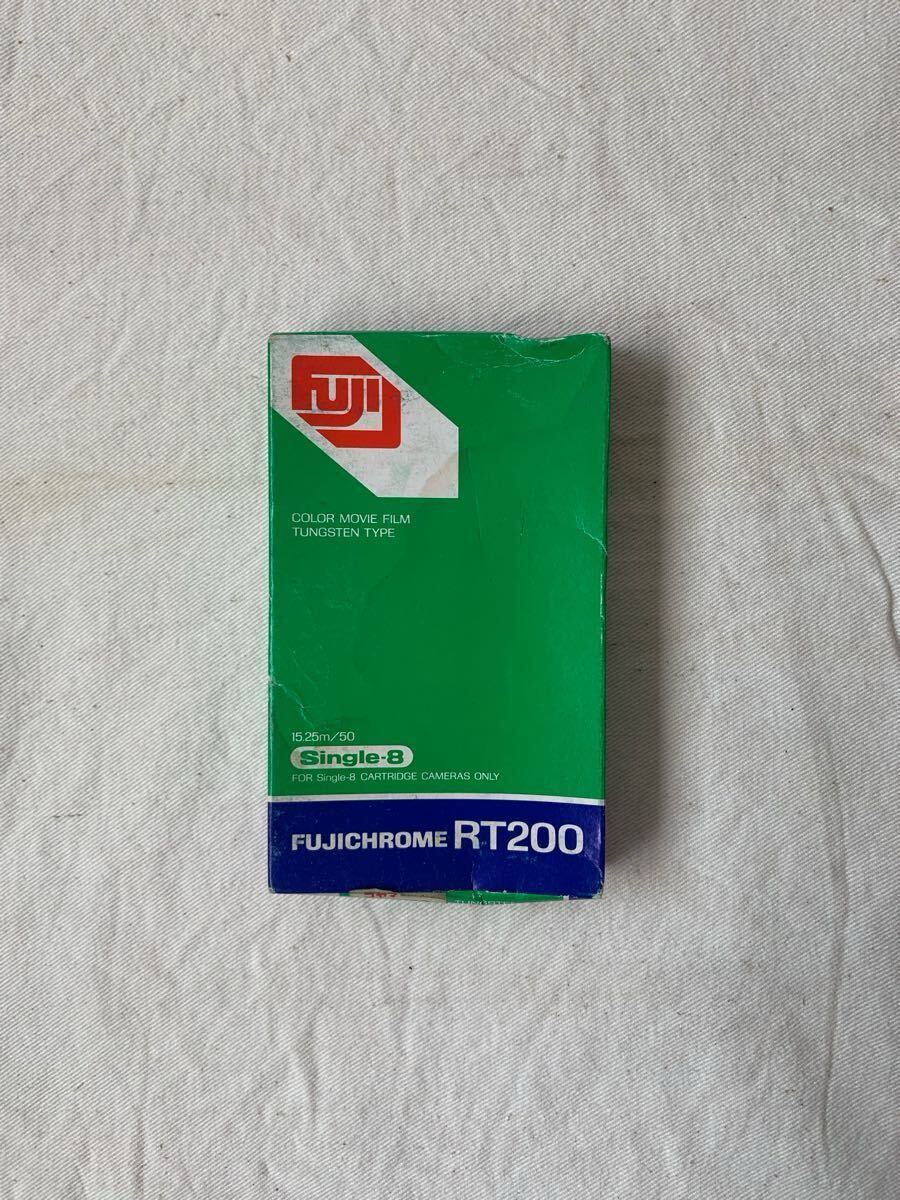 FUJI
COLOR MOVIE FILM
TUNGSTEN TYPE
15.25m/50
Single-8
FOR Single-8 CARTRIDGE CAMERAS ONLY
FUJICHROME RT200